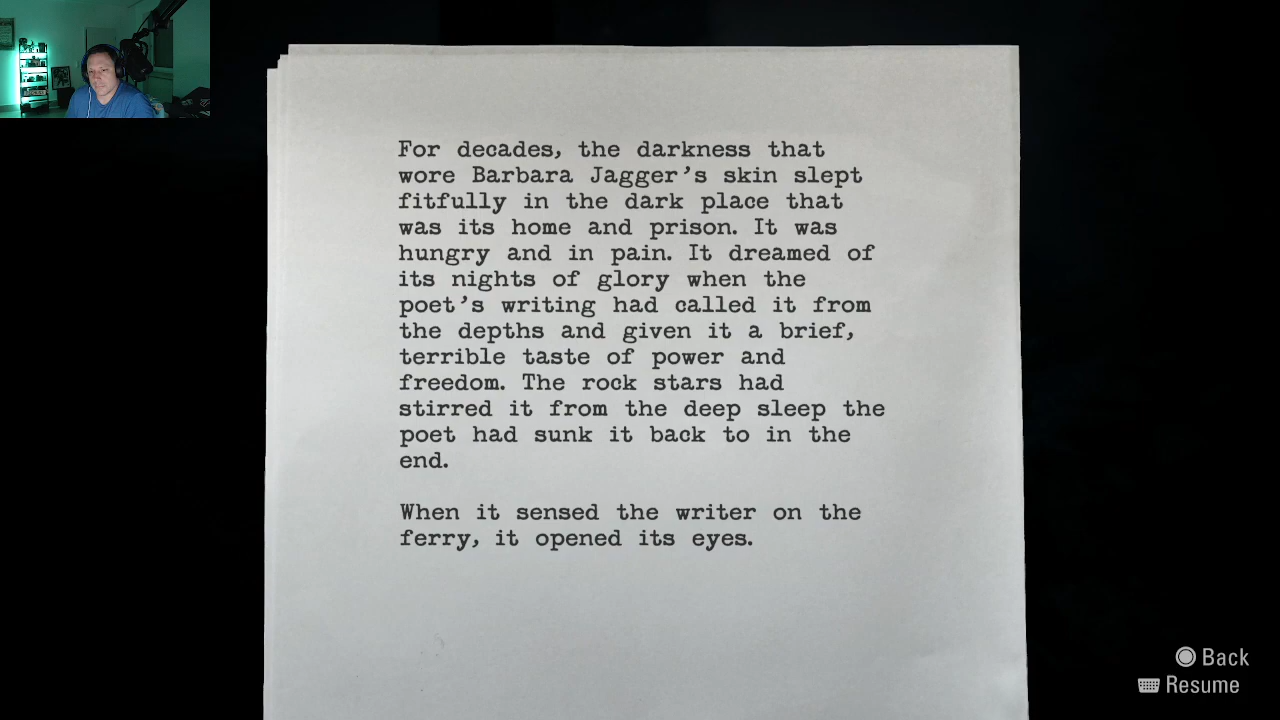 For decades, the darkness that
wore Barbara Jagger’s skin slept
fitfully in the dark place that
was its home and prison. It was
hungry and in pain. It dreamed of
its nights of glory when the
poet’s writing had called it from
the depths and given it a brief,
terrible taste of power and
freedom. The rock stars had
stirred it from the deep sleep the
poet had sunk it back to in the
end.
When it sensed the writer on the
ferry, it opened its eyes.
Back
Resume